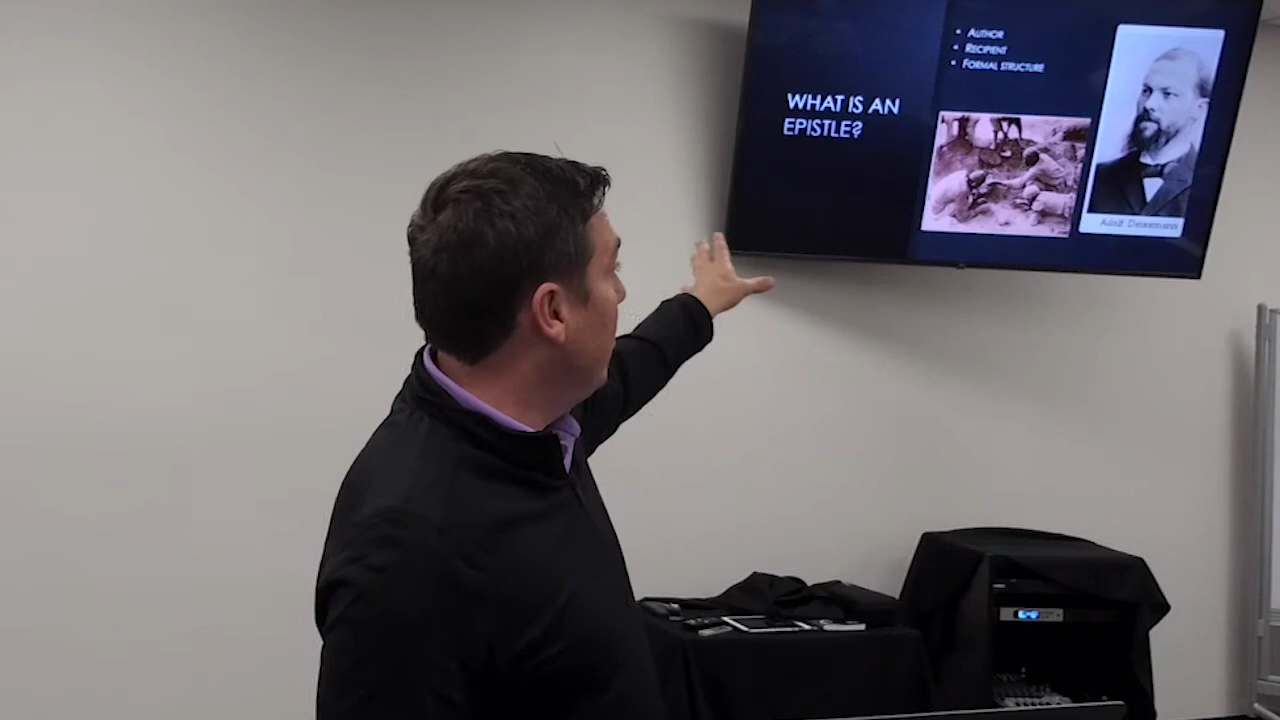 WHAT IS AN
EPISTLE?
• AUTHOR
• RECIPIENT
• FORMAL STRUCTURE
Adolf Deissmann